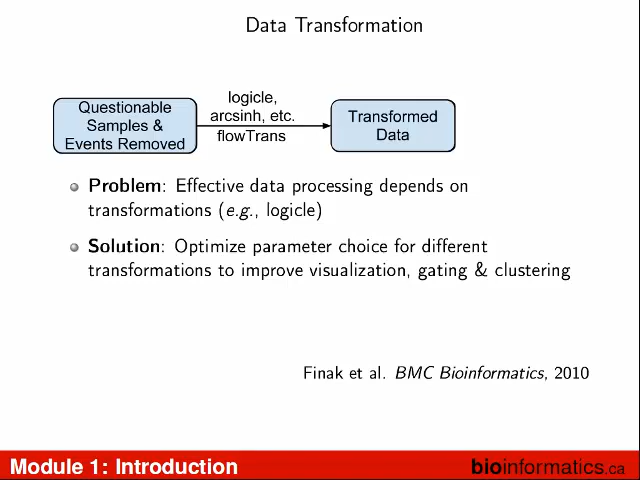 Data Transformation
Questionable
Samples &
Events Removed
logicle,
arcsinh, etc.
flowTrans
Transformed
Data
Problem: Effective data processing depends on
transformations (e.g., logicle)
Solution: Optimize parameter choice for different
transformations to improve visualization, gating & clustering
Finak et al. BMC Bioinformatics, 2010
Module 1: Introduction
bioinformatics.ca